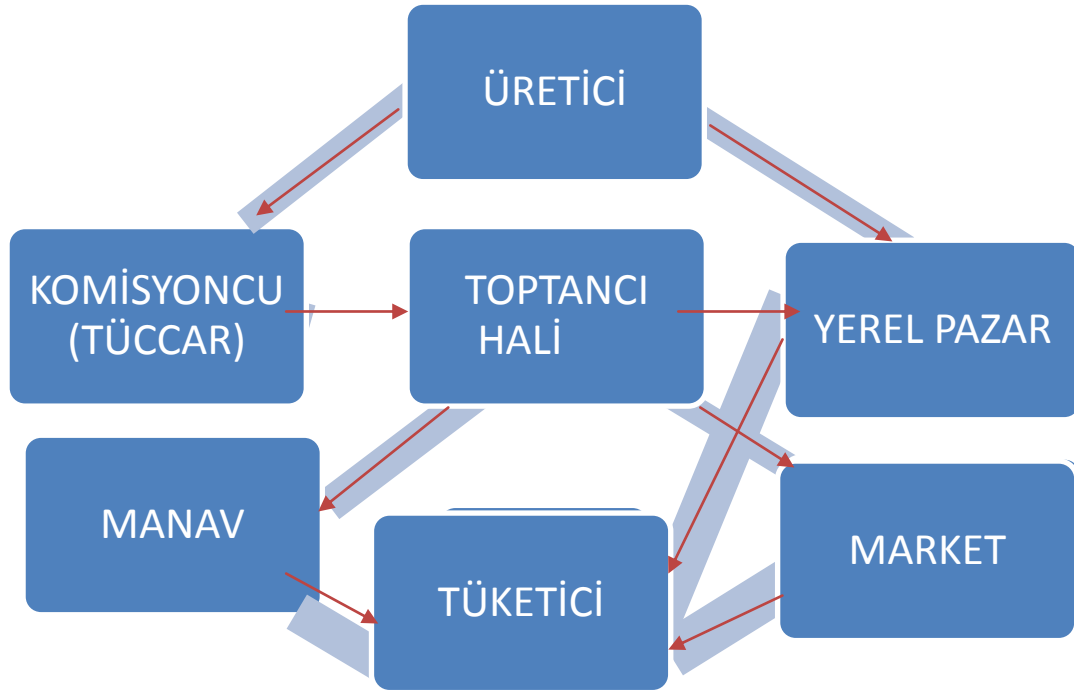 ÜRETİCİ
KOMİSYONCU
(TÜCCAR)
TOPTANCI
HALİ
YEREL PAZAR
MANAV
TÜKETİCİ
MARKET